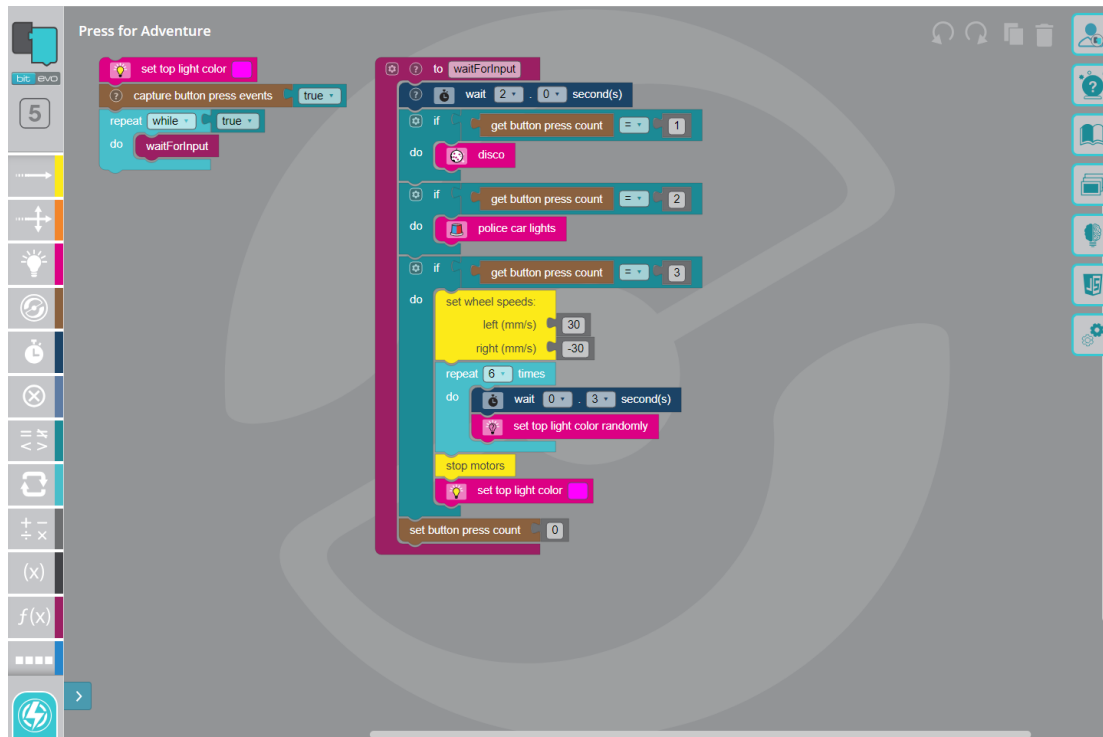 Press for Adventure
bit evo
5
set top light color
capture button press events true
repeat while true
do waitForInput
to waitForInput
wait 2 . 0 second(s)
if get button press count = 1
do disco
if get button press count = 2
do police car lights
if get button press count = 3
do set wheel speeds:
left (mm/s) 30
right (mm/s) -30
repeat 6 times
do wait 0 . 3 second(s)
set top light color randomly
stop motors
set top light color
set button press count 0
= ≠
< >
+ −
÷ ×
(x)
f(x)
JS